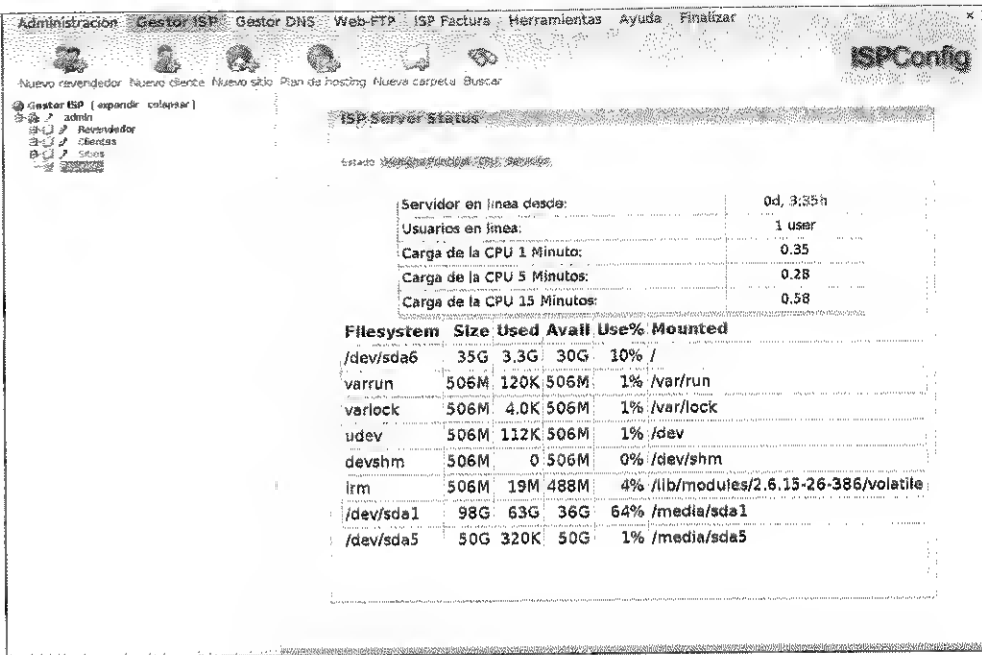 Administración Gestor ISP Gestor DNS Web-FTP ISP Factura Herramientas Ayuda Finalizar
Nuevo revendedor Nuevo cliente Nuevo sitio Plan de hosting Nueva carpeta Buscar
ISPConfig
Gestor ISP [expandir colapsar]
admin
Revendedor
Clientes
Sitios
ISP Server Status
Estado
Servidor en linea desde: 0d, 3:35h
Usuarios en linea: 1 user
Carga de la CPU 1 Minuto: 0.35
Carga de la CPU 5 Minutos: 0.28
Carga de la CPU 15 Minutos: 0.58
Filesystem Size Used Avail Use% Mounted
/dev/sda6 35G 3.3G 30G 10% /
varrun 506M 120K 506M 1% /var/run
varlock 506M 4.0K 506M 1% /var/lock
udev 506M 112K 506M 1% /dev
devshm 506M 0 506M 0% /dev/shm
lrm 506M 19M 488M 4% /lib/modules/2.6.15-26-386/volatile
/dev/sda1 98G 63G 36G 64% /media/sda1
/dev/sda5 50G 320K 50G 1% /media/sda5